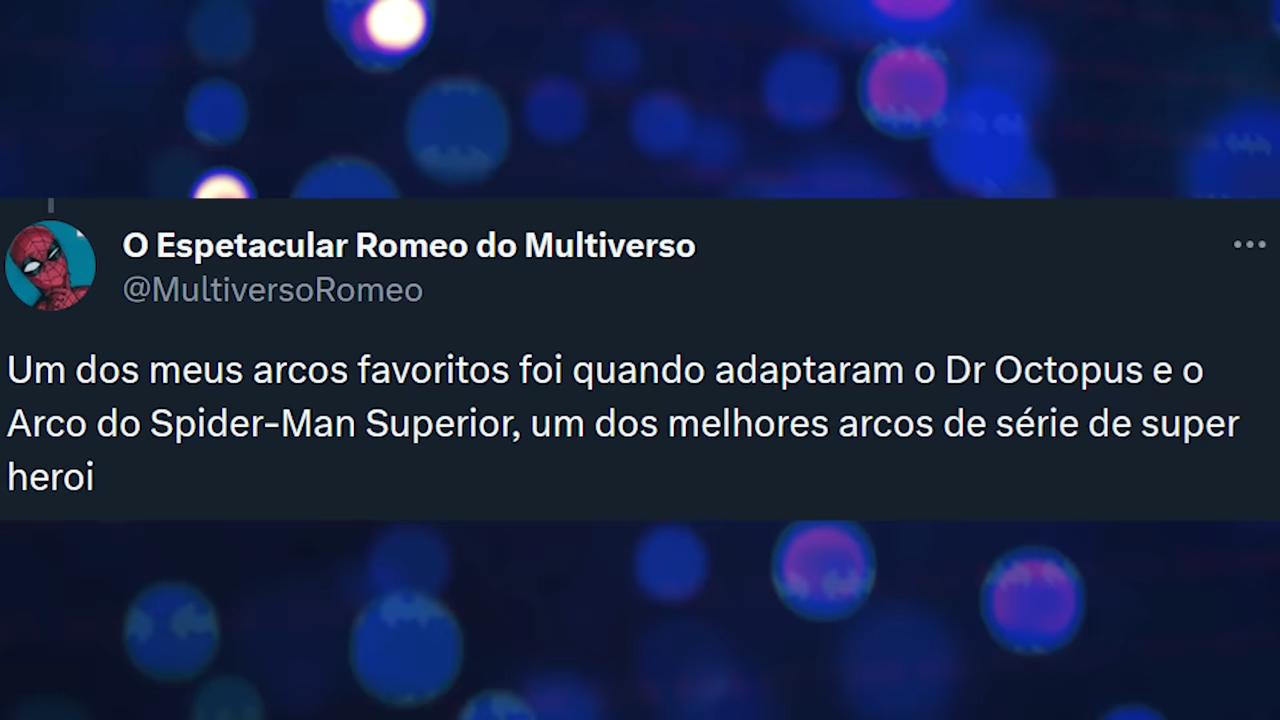 O Espetacular Romeo do Multiverso
@MultiversoRomeo
Um dos meus arcos favoritos foi quando adaptaram o Dr Octopus e o
Arco do Spider-Man Superior, um dos melhores arcos de série de super
heroi